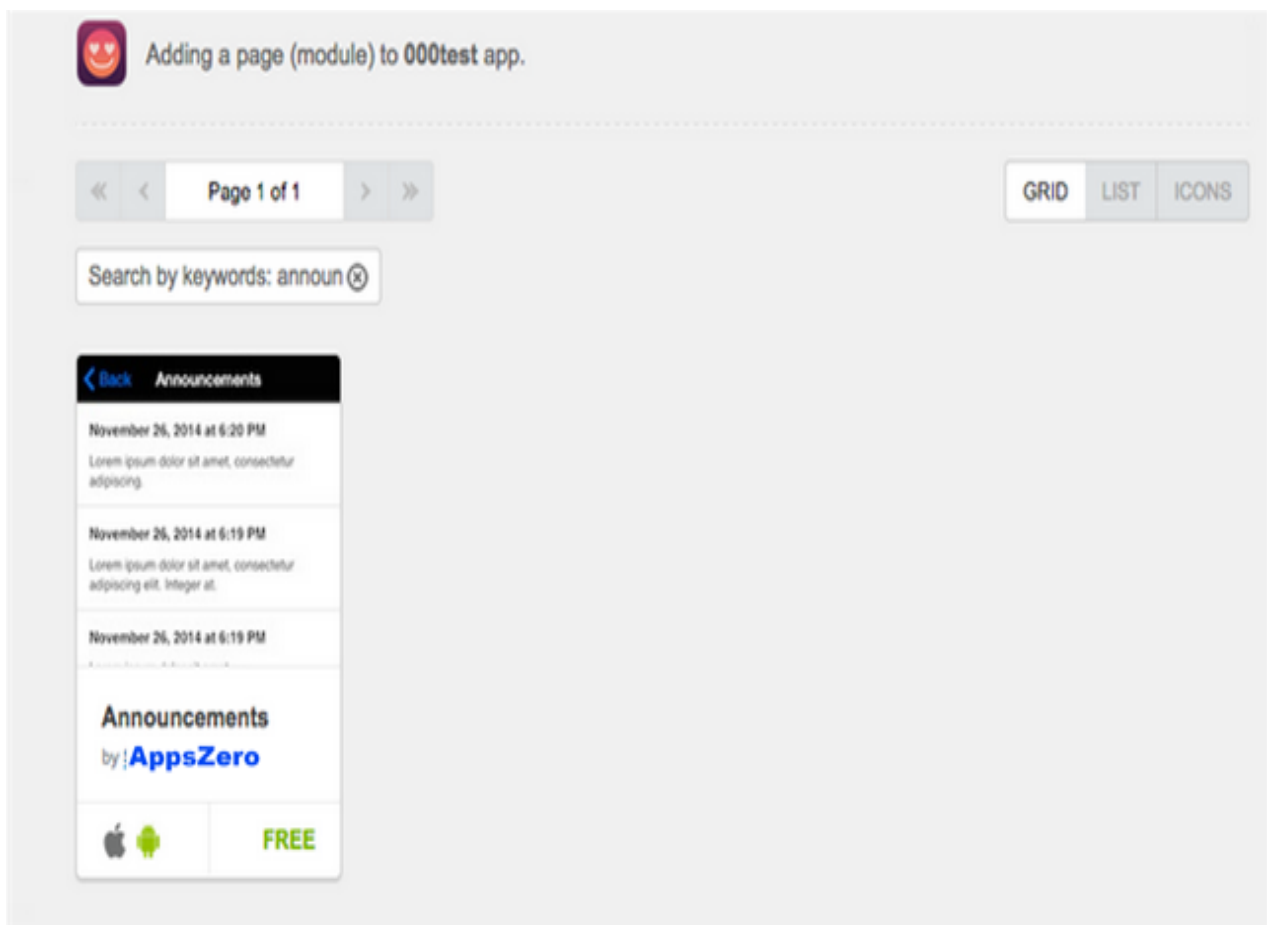 Adding a page (module) to 000test app.
« < Page 1 of 1 > »
GRID LIST ICONS
Search by keywords: announ
Back Announcements
November 26, 2014 at 6:20 PM
Lorem ipsum dolor sit amet, consectetur
adipiscing.
November 26, 2014 at 6:19 PM
Lorem ipsum dolor sit amet, consectetur
adipiscing elit. Integer at.
November 26, 2014 at 6:19 PM
Announcements
by AppsZero
FREE